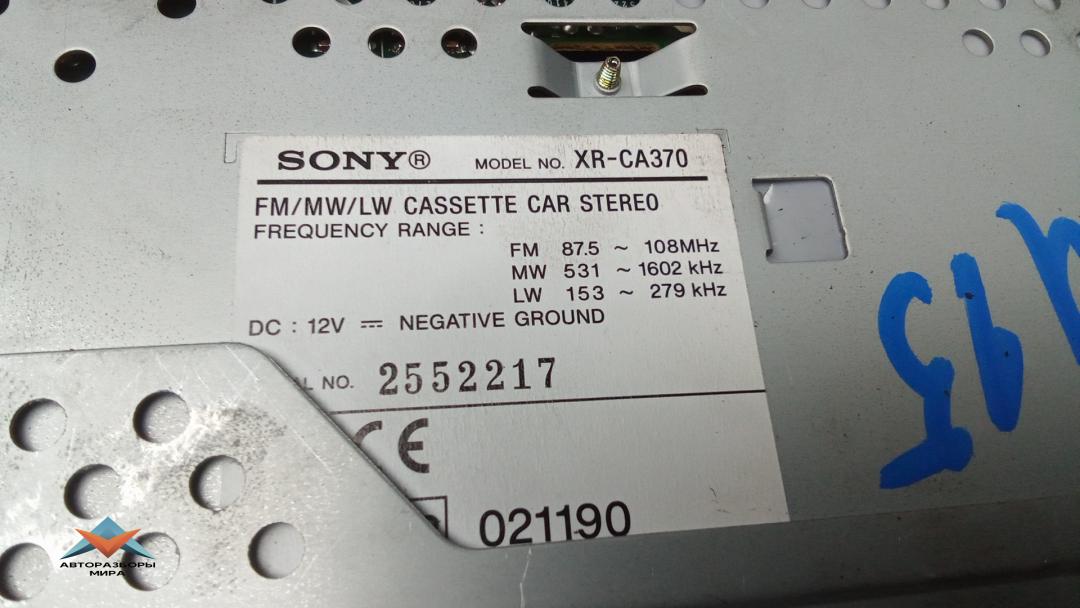 SONY® MODEL NO. XR-CA370
FM/MW/LW CASSETTE CAR STEREO
FREQUENCY RANGE :
FM 87.5 ~ 108MHz
MW 531 ~ 1602 kHz
LW 153 ~ 279 kHz
DC : 12V ⎓ NEGATIVE GROUND
AL NO. 2552217
CE
021190
АВТОРАЗБОРЫ
МИРА